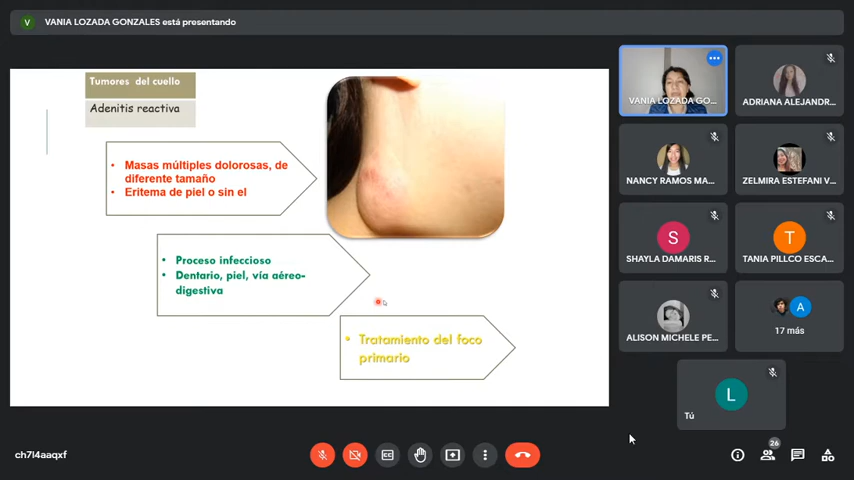 V
VANIA LOZADA GONZALES está presentando
Tumores del cuello
Adenitis reactiva
• Masas múltiples dolorosas, de
diferente tamaño
• Eritema de piel o sin el
• Proceso infeccioso
• Dentario, piel, vía aéreo-
digestiva
• Tratamiento del foco
primario
VANIA LOZADA GO...
ADRIANA ALEJANDR...
NANCY RAMOS MA...
ZELMIRA ESTEFANI V...
S
SHAYLA DAMARIS R...
T
TANIA PILLCO ESCA...
ALISON MICHELE PE...
A
17 más
L
Tú
ch7l4aaqxf
CC
26